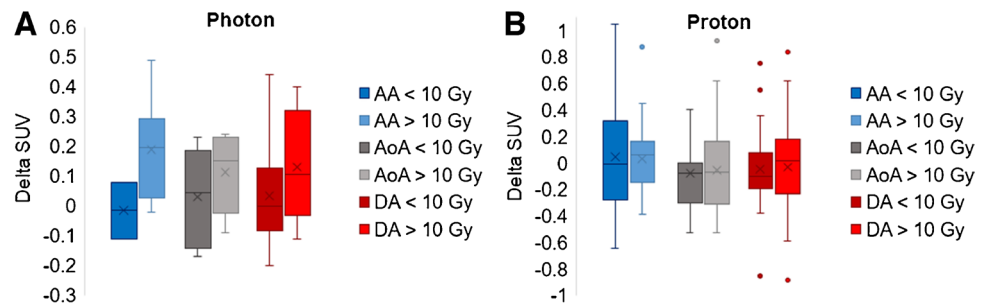 A
Photon
Delta SUV
0.6
0.5
0.4
0.3
0.2
0.1
0
-0.1
-0.2
-0.3
AA < 10 Gy
AA > 10 Gy
AoA < 10 Gy
AoA > 10 Gy
DA < 10 Gy
DA > 10 Gy
B
Proton
Delta SUV
1
0.8
0.6
0.4
0.2
0
-0.2
-0.4
-0.6
-0.8
-1
AA < 10 Gy
AA > 10 Gy
AoA < 10 Gy
AoA > 10 Gy
DA < 10 Gy
DA > 10 Gy